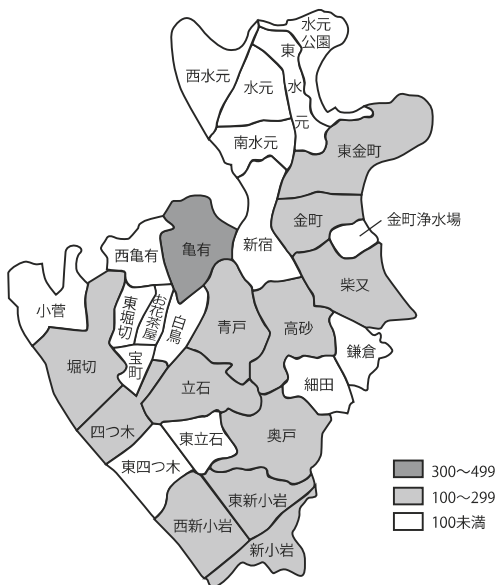 水元
公園
西水元
水元
東
水
元
南水元
東金町
金町
金町浄水場
新宿
亀有
西亀有
柴又
小菅
東
堀
切
お花茶屋
白鳥
青戸
高砂
鎌倉
堀切
宝
町
細田
立石
四つ木
東立石
奥戸
東四つ木
東新小岩
西新小岩
新小岩
300〜499
100〜299
100未満